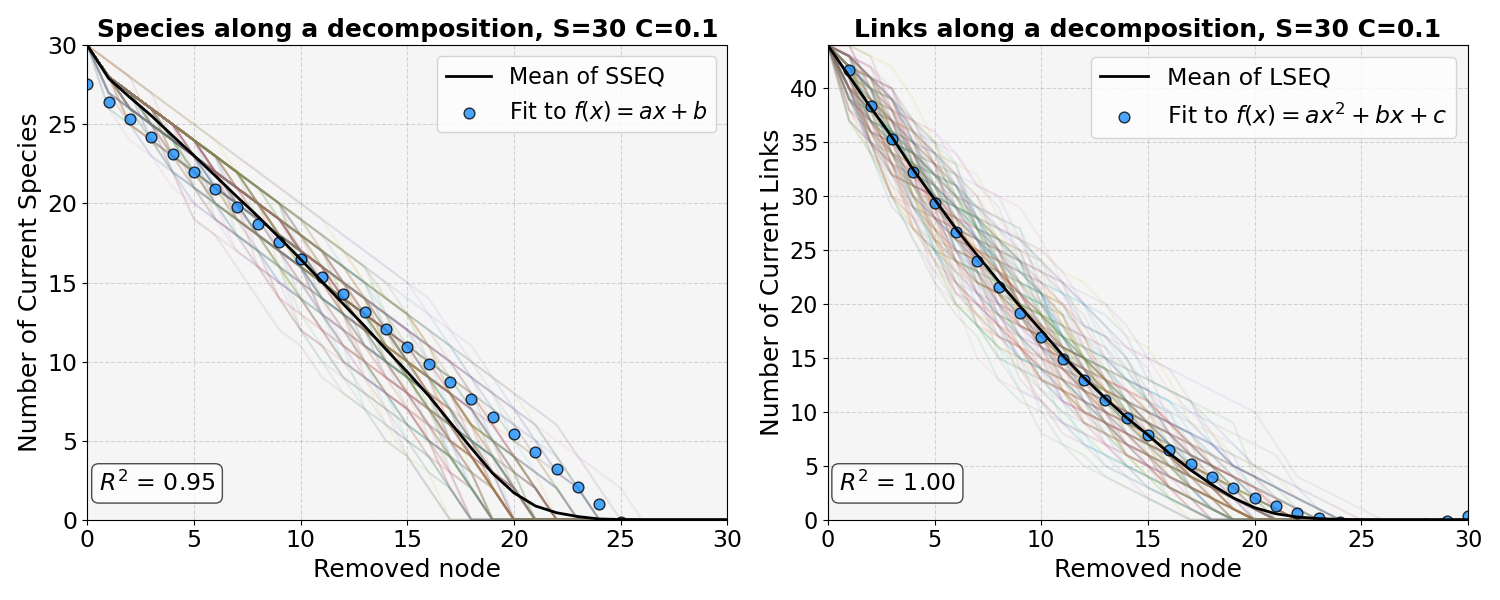 Species along a decomposition, S=30 C=0.1
30
25
20
15
10
5
0
Number of Current Species
Mean of SSEQ
Fit to f(x) = ax + b
R² = 0.95
0 5 10 15 20 25 30
Removed node
Links along a decomposition, S=30 C=0.1
40
35
30
25
20
15
10
5
0
Number of Current Links
Mean of LSEQ
Fit to f(x) = ax² + bx + c
R² = 1.00
0 5 10 15 20 25 30
Removed node